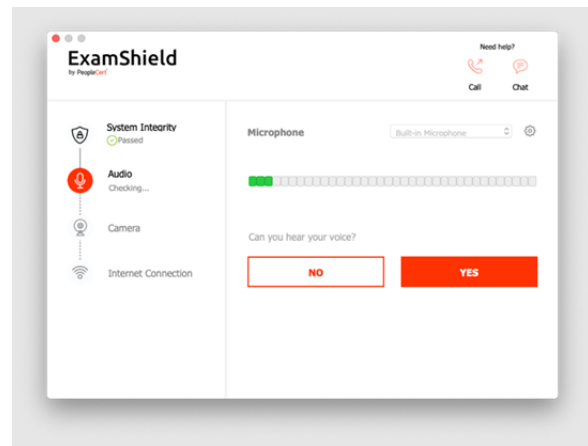 ExamShield
by PeopleCert
Need help?
Call
Chat
System Integrity
Passed
Audio
Checking...
Camera
Internet Connection
Microphone
Built-in Microphone
Can you hear your voice?
NO
YES